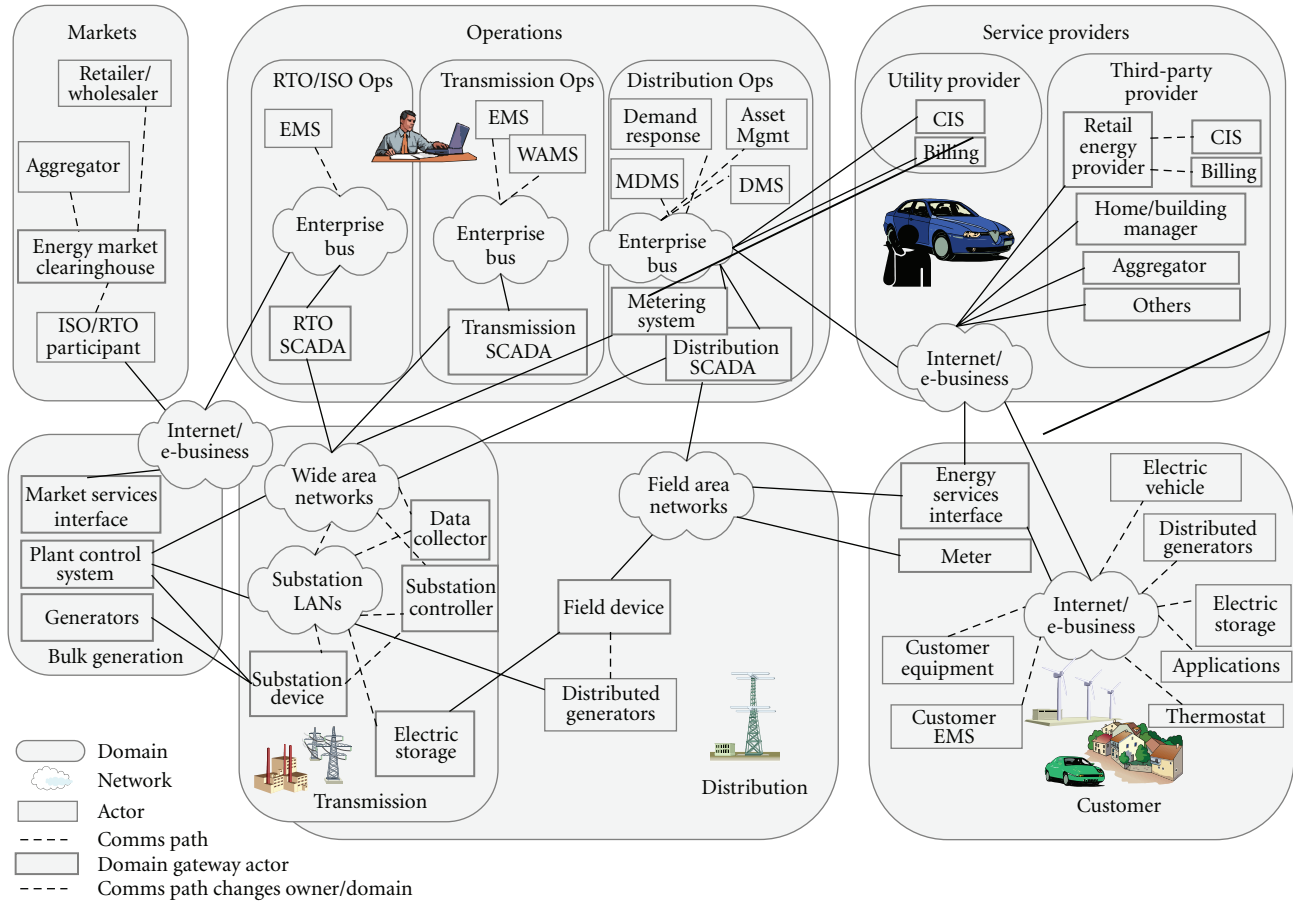 Markets
Retailer/
wholesaler
Aggregator
Energy market
clearinghouse
ISO/RTO
participant
Operations
RTO/ISO Ops
EMS
Enterprise
bus
RTO
SCADA
Transmission Ops
EMS
WAMS
Enterprise
bus
Transmission
SCADA
Distribution Ops
Demand
response
Asset
Mgmt
MDMS
DMS
Enterprise
bus
Metering
system
Distribution
SCADA
Service providers
Utility provider
CIS
Billing
Third-party
provider
Retail
energy
provider
CIS
Billing
Home/building
manager
Aggregator
Others
Internet/
e-business
Internet/
e-business
Market services
interface
Plant control
system
Generators
Bulk generation
Wide area
networks
Data
collector
Substation
LANs
Substation
controller
Substation
device
Electric
storage
Transmission
Field area
networks
Field device
Distributed
generators
Distribution
Energy
services
interface
Meter
Electric
vehicle
Distributed
generators
Internet/
e-business
Electric
storage
Customer
equipment
Applications
Customer
EMS
Thermostat
Customer
Domain
Network
Actor
Comms path
Domain gateway actor
Comms path changes owner/domain